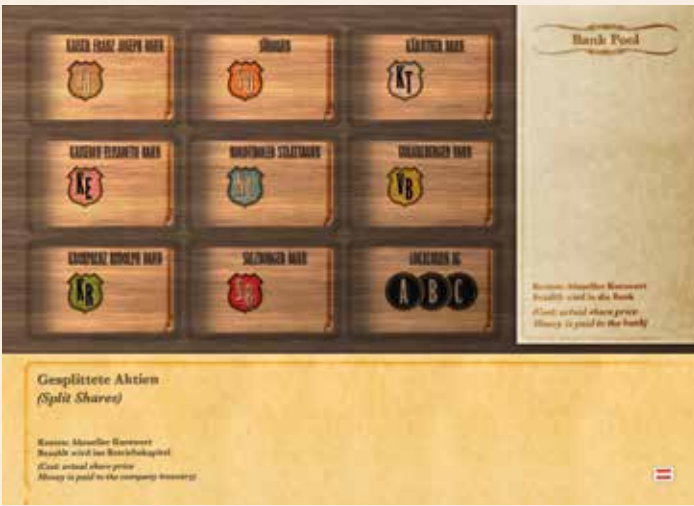 KAISER FRANZ JOSEPH BAHN
SÜDBAHN
KÄRNTNER BAHN
KT
KAISERIN ELISABETH BAHN
KE
NORDTIROLER STAATSBAHN
VORARLBERGER BAHN
VB
KRONPRINZ RUDOLPH BAHN
KR
SALZBURGER BAHN
SB
LOKALBAHN AG
A B C
Bank Pool
Kosten: Aktueller Kurswert
Bezahlt wird in die Bank
(Cost: actual share price
Money is paid to the bank)
Gesplittete Aktien
(Split Shares)
Kosten: Aktueller Kurswert
Bezahlt wird ins Betriebskapital
(Cost: actual share price
Money is paid to the company treasury)